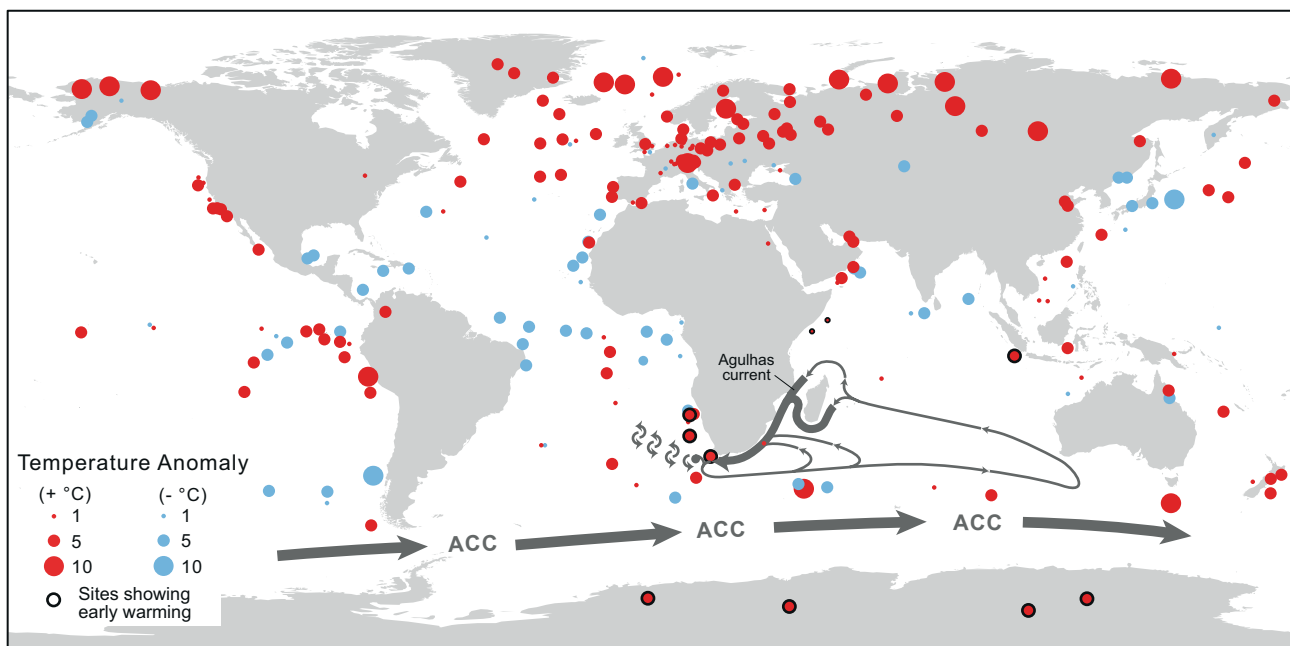 Agulhas
current
Temperature Anomaly
(+ °C) (- °C)
1 1
5 5
10 10
Sites showing
early warming
ACC
ACC
ACC